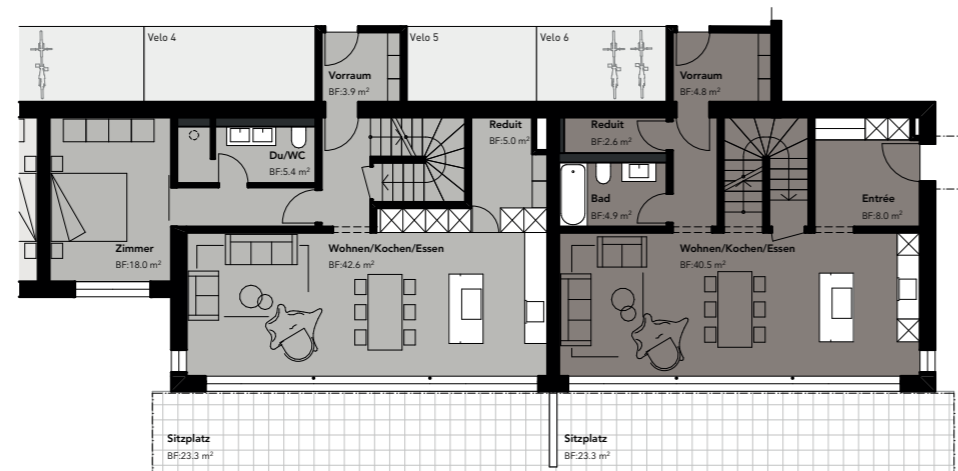 Velo 4
Velo 5
Velo 6
Vorraum
BF:3.9 m²
Vorraum
BF:4.8 m²
Reduit
BF:5.0 m²
Reduit
BF:2.6 m²
Du/WC
BF:5.4 m²
Bad
BF:4.9 m²
Entrée
BF:8.0 m²
Zimmer
BF:18.0 m²
Wohnen/Kochen/Essen
BF:42.6 m²
Wohnen/Kochen/Essen
BF:40.5 m²
Sitzplatz
BF:23.3 m²
Sitzplatz
BF:23.3 m²